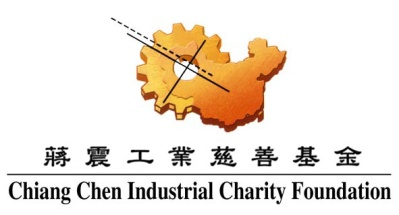 蔣震工業慈善基金
Chiang Chen Industrial Charity Foundation